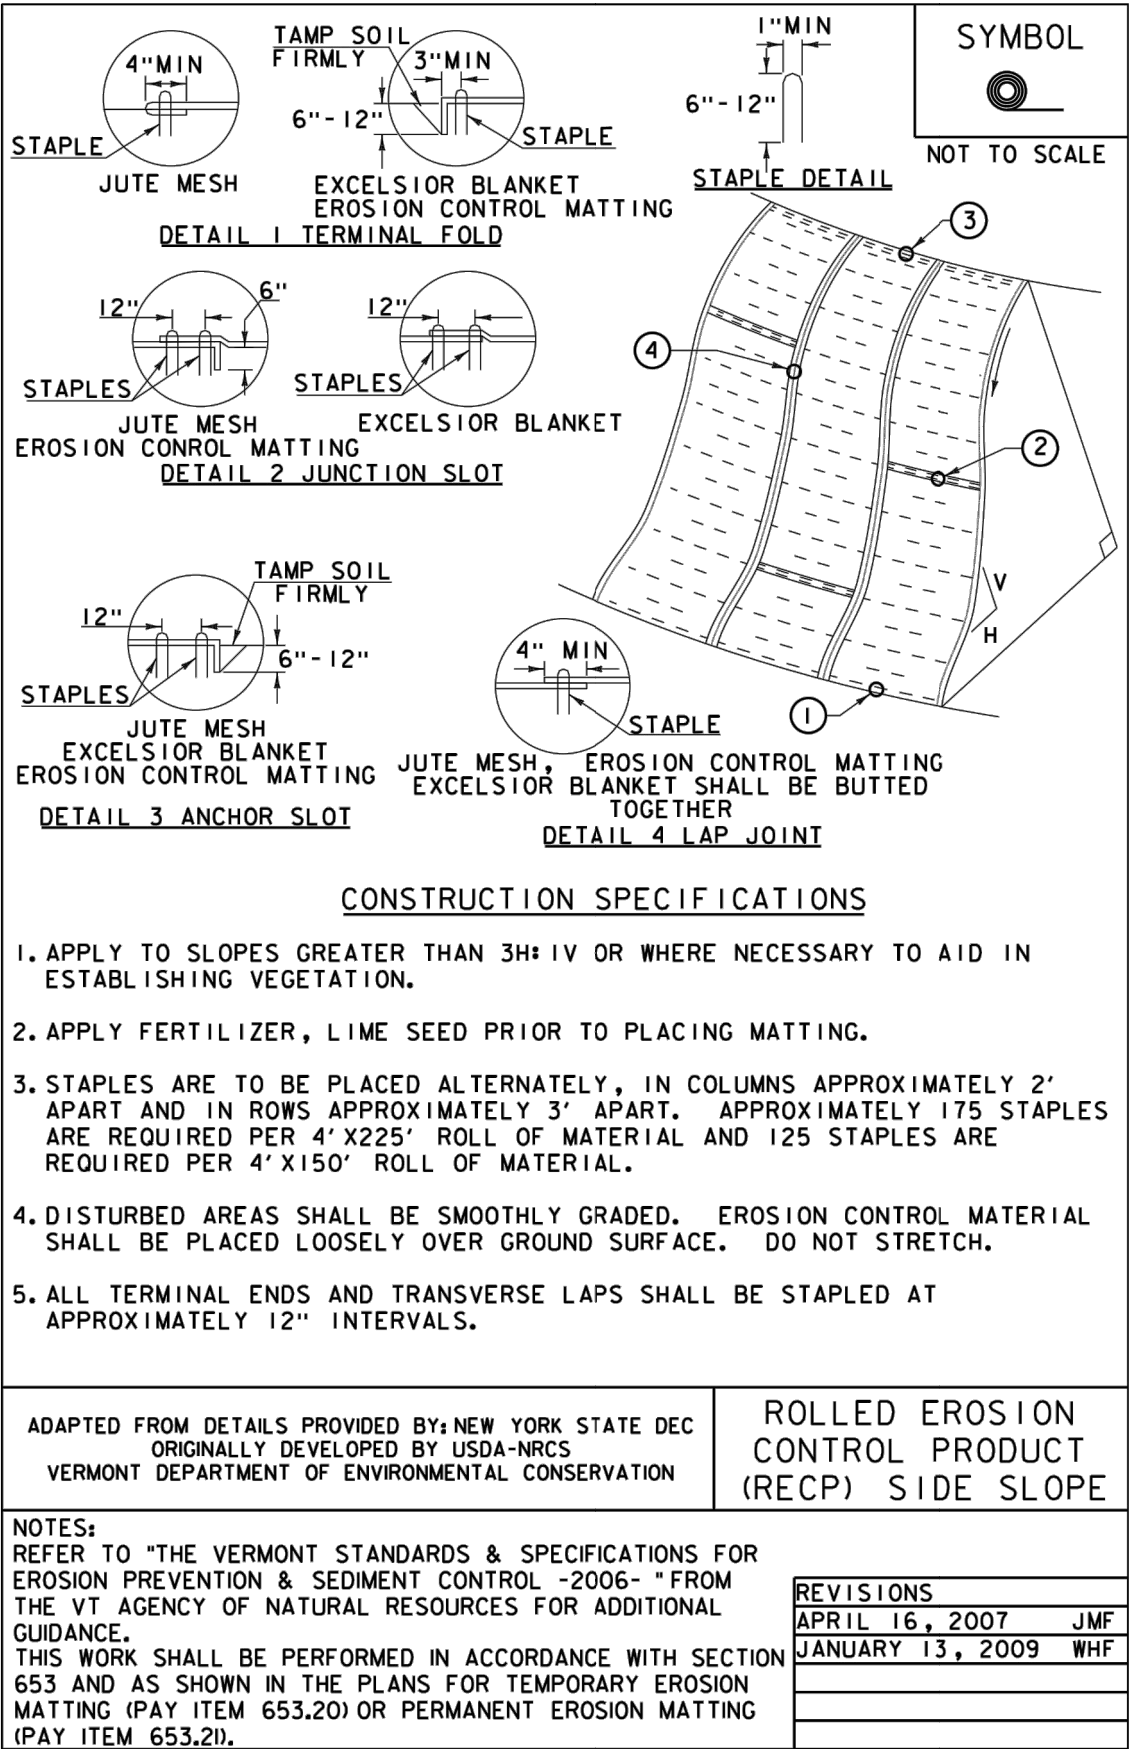 TAMP SOIL
FIRMLY
4"MIN
3"MIN
6"-12"
STAPLE
STAPLE
JUTE MESH
EXCELSIOR BLANKET
EROSION CONTROL MATTING
DETAIL 1 TERMINAL FOLD
1"MIN
6"-12"
STAPLE DETAIL
SYMBOL
NOT TO SCALE
12"
6"
STAPLES
JUTE MESH
EROSION CONROL MATTING
12"
STAPLES
EXCELSIOR BLANKET
DETAIL 2 JUNCTION SLOT
3
4
2
1
V
H
TAMP SOIL
FIRMLY
12"
6"-12"
STAPLES
JUTE MESH
EXCELSIOR BLANKET
EROSION CONTROL MATTING
DETAIL 3 ANCHOR SLOT
4" MIN
STAPLE
JUTE MESH, EROSION CONTROL MATTING
EXCELSIOR BLANKET SHALL BE BUTTED
TOGETHER
DETAIL 4 LAP JOINT
CONSTRUCTION SPECIFICATIONS
1. APPLY TO SLOPES GREATER THAN 3H:1V OR WHERE NECESSARY TO AID IN
ESTABLISHING VEGETATION.
2. APPLY FERTILIZER, LIME SEED PRIOR TO PLACING MATTING.
3. STAPLES ARE TO BE PLACED ALTERNATELY, IN COLUMNS APPROXIMATELY 2'
APART AND IN ROWS APPROXIMATELY 3' APART. APPROXIMATELY 175 STAPLES
ARE REQUIRED PER 4'X225' ROLL OF MATERIAL AND 125 STAPLES ARE
REQUIRED PER 4'X150' ROLL OF MATERIAL.
4. DISTURBED AREAS SHALL BE SMOOTHLY GRADED. EROSION CONTROL MATERIAL
SHALL BE PLACED LOOSELY OVER GROUND SURFACE. DO NOT STRETCH.
5. ALL TERMINAL ENDS AND TRANSVERSE LAPS SHALL BE STAPLED AT
APPROXIMATELY 12" INTERVALS.
ADAPTED FROM DETAILS PROVIDED BY: NEW YORK STATE DEC
ORIGINALLY DEVELOPED BY USDA-NRCS
VERMONT DEPARTMENT OF ENVIRONMENTAL CONSERVATION
ROLLED EROSION
CONTROL PRODUCT
(RECP) SIDE SLOPE
NOTES:
REFER TO "THE VERMONT STANDARDS & SPECIFICATIONS FOR
EROSION PREVENTION & SEDIMENT CONTROL -2006- " FROM
THE VT AGENCY OF NATURAL RESOURCES FOR ADDITIONAL
GUIDANCE.
THIS WORK SHALL BE PERFORMED IN ACCORDANCE WITH SECTION
653 AND AS SHOWN IN THE PLANS FOR TEMPORARY EROSION
MATTING (PAY ITEM 653.20) OR PERMANENT EROSION MATTING
(PAY ITEM 653.21).
REVISIONS
APRIL 16, 2007 JMF
JANUARY 13, 2009 WHF